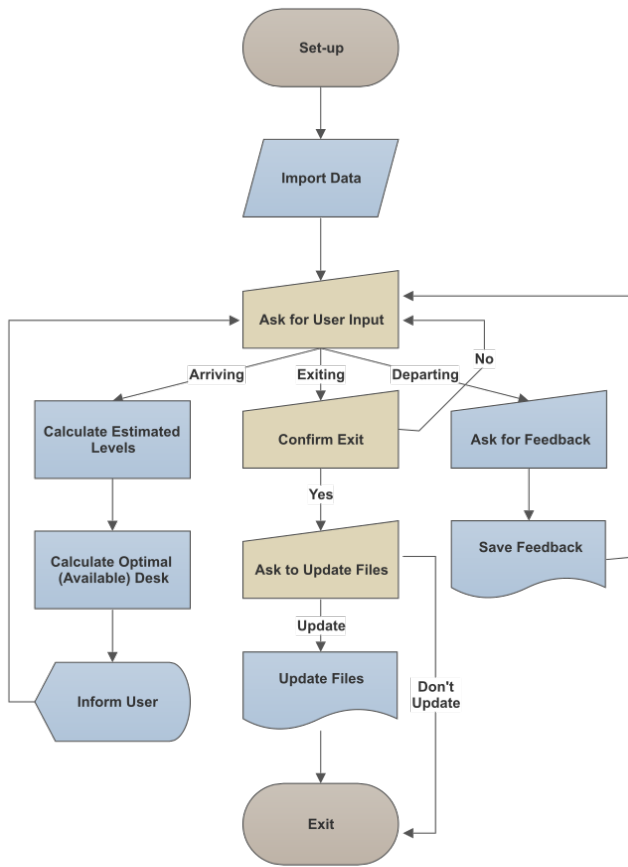 Set-up
Import Data
Ask for User Input
No
Arriving
Exiting
Departing
Calculate Estimated
Levels
Confirm Exit
Ask for Feedback
Yes
Calculate Optimal
(Available) Desk
Ask to Update Files
Save Feedback
Update
Inform User
Update Files
Don't
Update
Exit